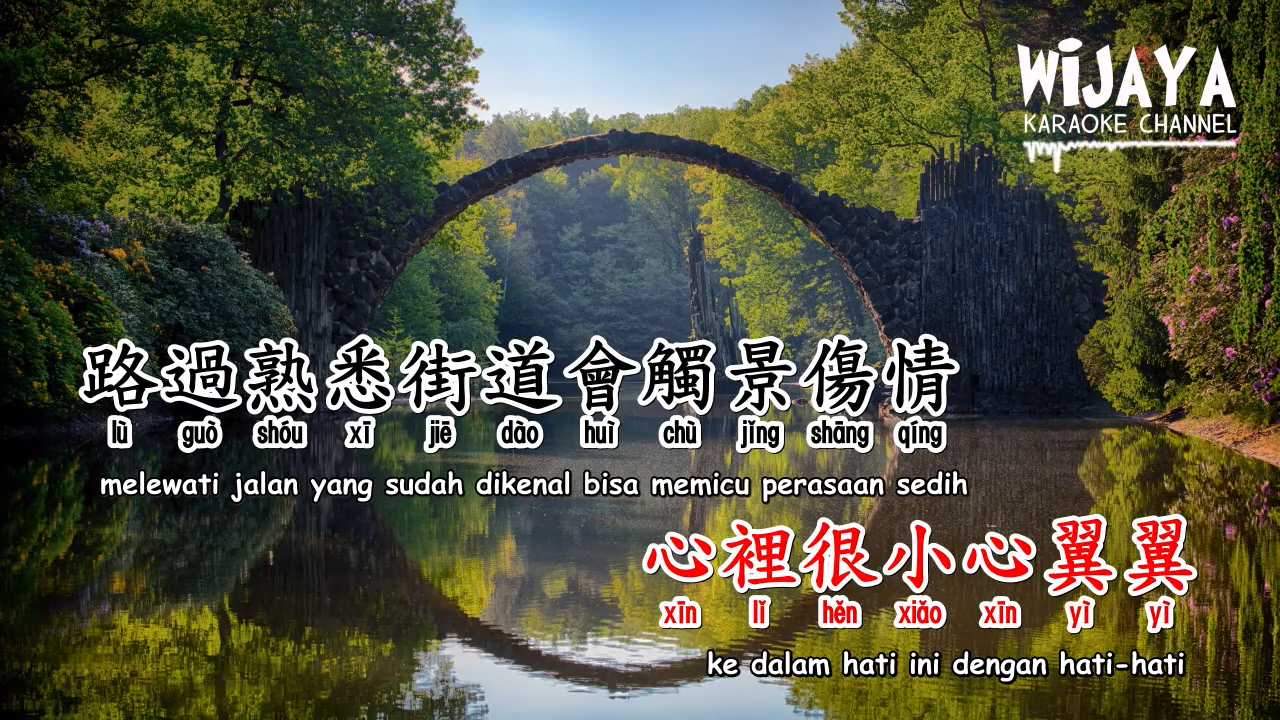 WiJAYA
KARAOKE CHANNEL
路過熟悉街道會觸景傷情
lù guò shóu xī jiē dào huì chù jǐng shāng qíng
melewati jalan yang sudah dikenal bisa memicu perasaan sedih
心裡很小心翼翼
xīn lǐ hěn xiǎo xīn yì yì
ke dalam hati ini dengan hati-hati